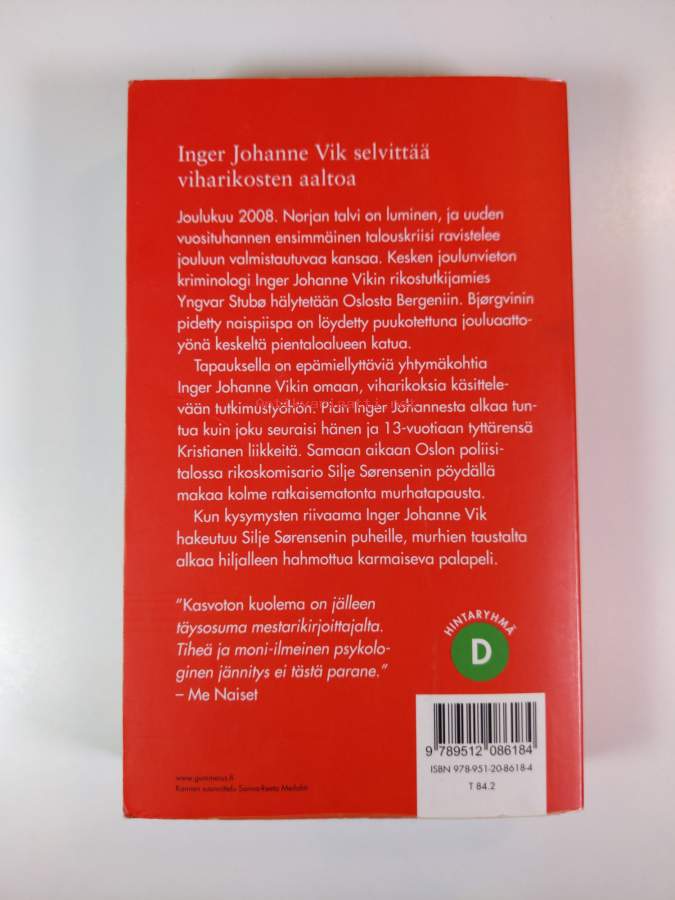 Inger Johanne Vik selvittää
viharikosten aaltoa
Joulukuu 2008. Norjan talvi on luminen, ja uuden
vuosituhannen ensimmäinen talouskriisi ravistelee
jouluun valmistautuvaa kansaa. Kesken joulunvieton
kriminologi Inger Johanne Vikin rikostutkijamies
Yngvar Stubø hälytetään Oslosta Bergeniin. Bjørgvinin
pidetty naispiispa on löydetty puukotettuna jouluaatto-
yönä keskeltä pientaloalueen katua.
Tapauksella on epämiellyttäviä yhtymäkohtia
Inger Johanne Vikin omaan, viharikoksia käsittele-
vään tutkimustyöhön. Pian Inger Johannesta alkaa tun-
tua kuin joku seuraisi hänen ja 13-vuotiaan tyttärensä
Kristianen liikkeitä. Samaan aikaan Oslon poliisi-
talossa rikoskomisario Silje Sørensenin pöydällä
makaa kolme ratkaisematonta murhatapausta.
Kun kysymysten riivaama Inger Johanne Vik
hakeutuu Silje Sørensenin puheille, murhien taustalta
alkaa hiljalleen hahmottua karmaiseva palapeli.
"Kasvoton kuolema on jälleen
täysosuma mestarikirjoittajalta.
Tiheä ja moni-ilmeinen psykolo-
ginen jännitys ei tästä parane."
– Me Naiset
HINTARYHMÄ
D
9 789512 086184
ISBN 978-951-20-8618-4
T 84.2
www.gummerus.fi
Kannen suunnittelu Sanna-Reeta Meilahti